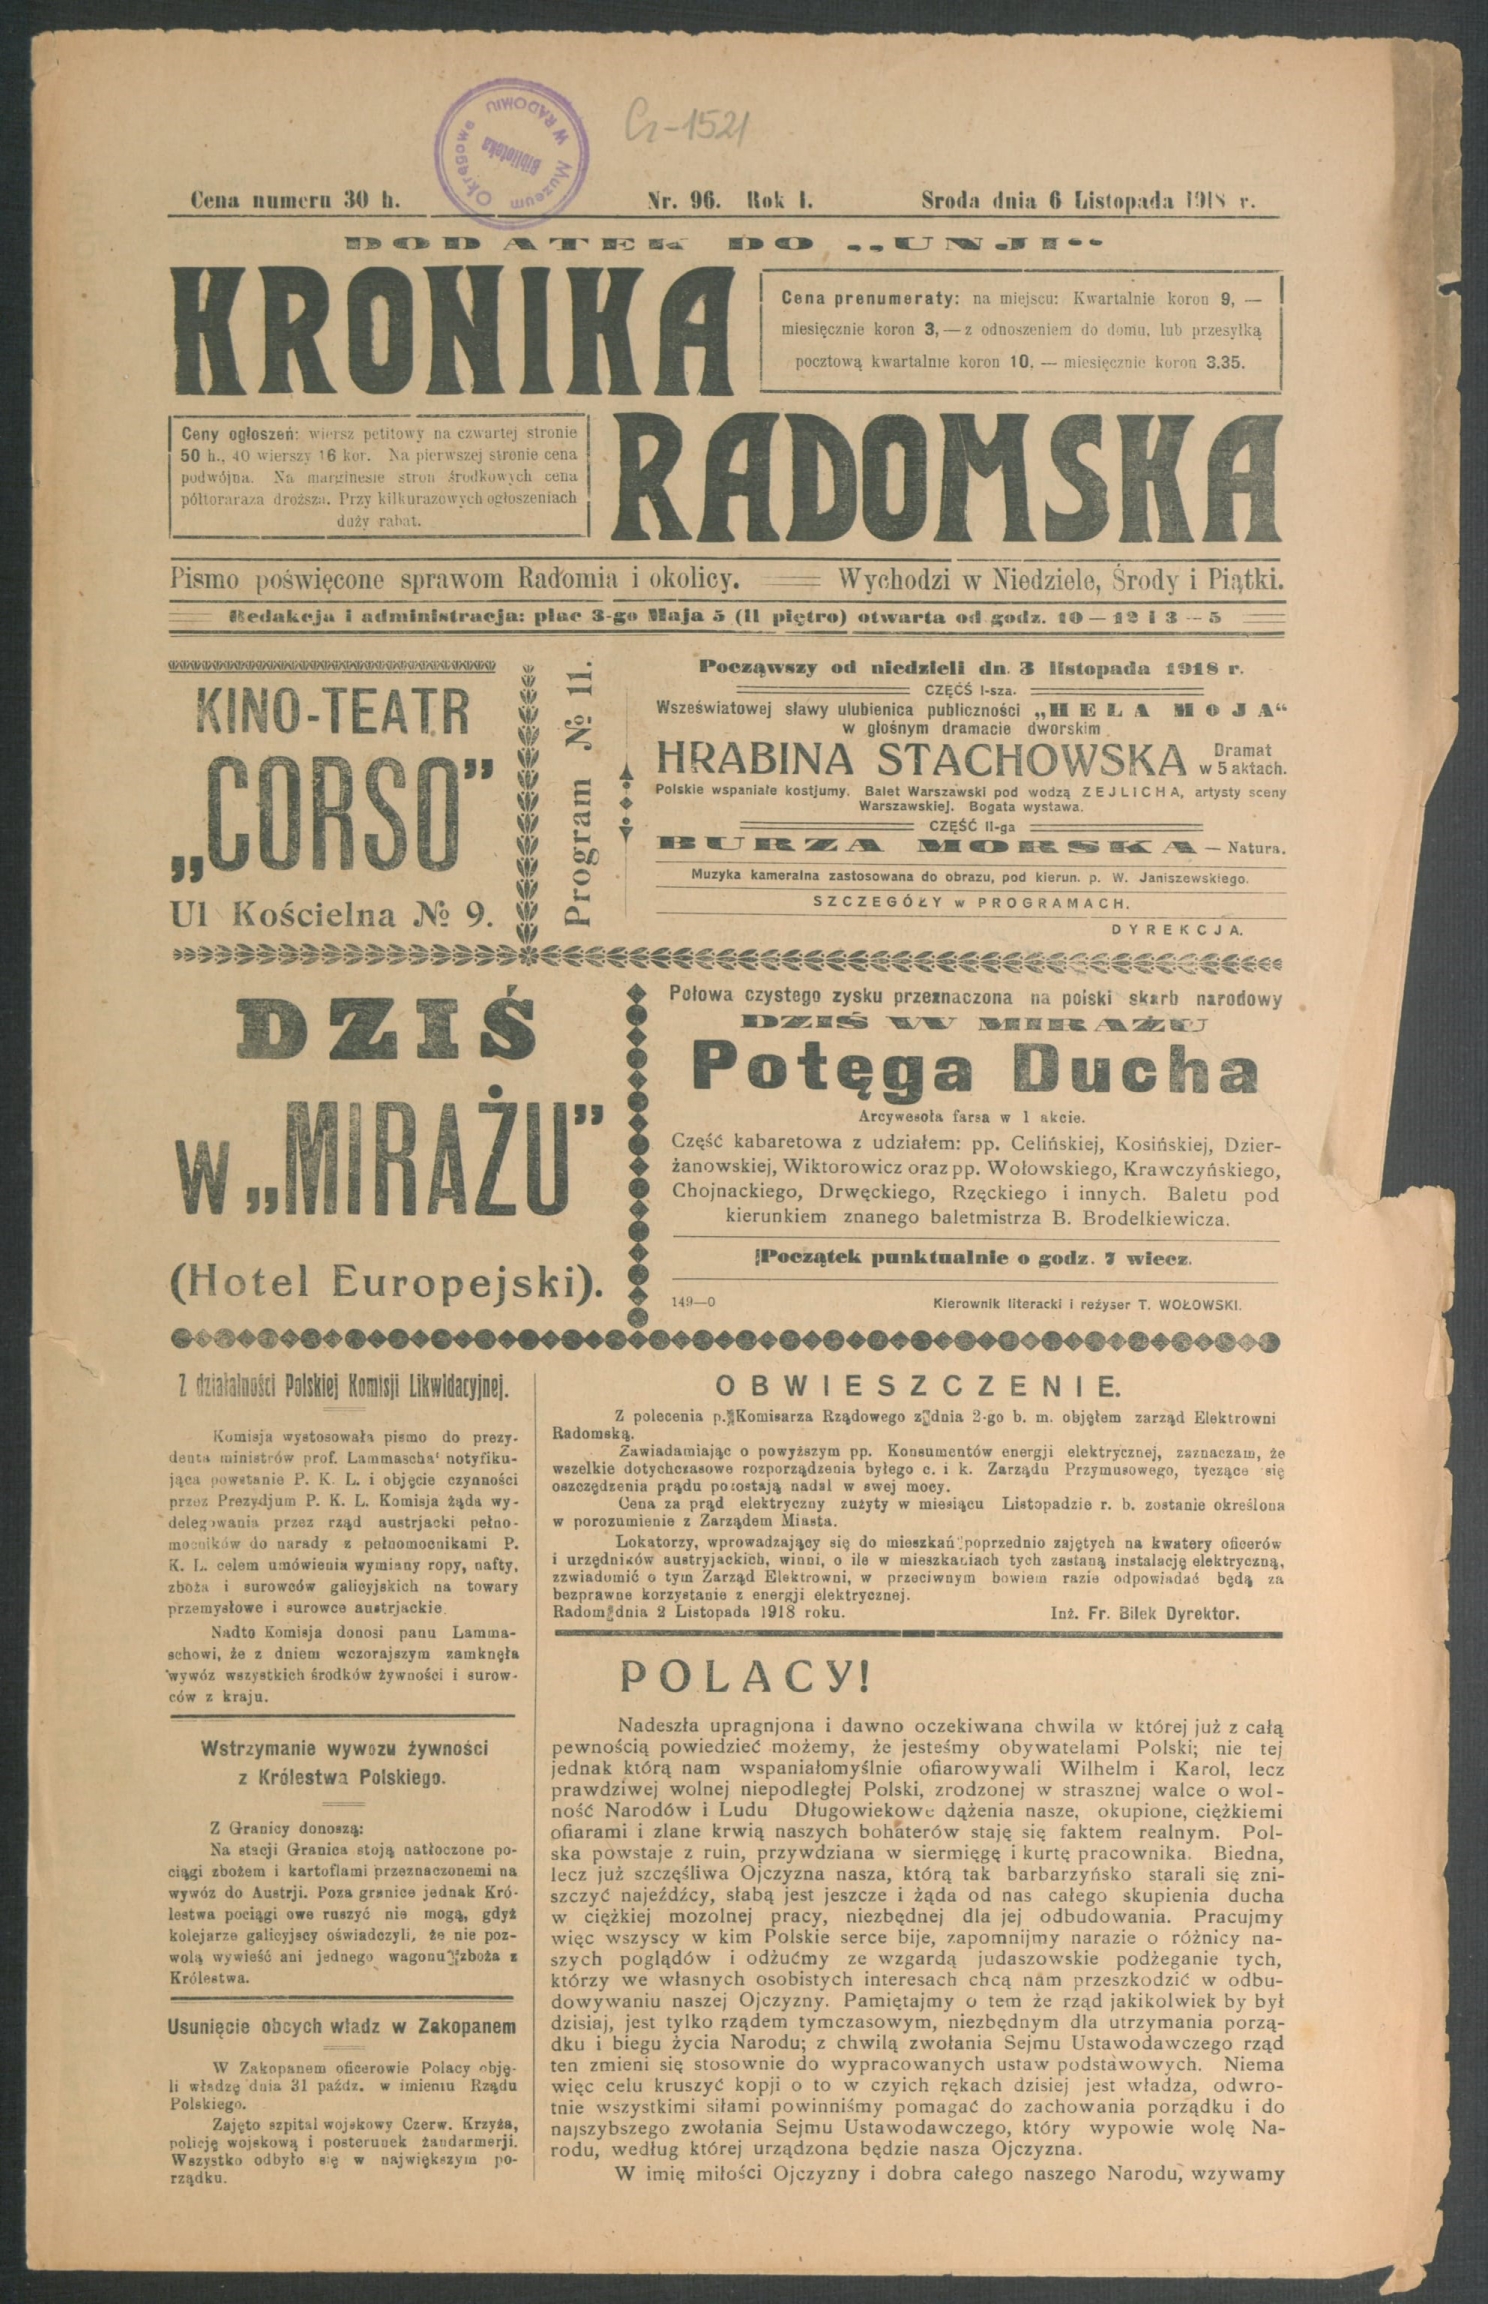 Okręgowe Muzeum W RADOMIU
Biblioteka
Cz-1521
Cena numeru 30 h.
Nr. 96. Rok I.
Sroda dnia 6 Listopada 1918 r.
DODATEK DO „UNJI“
KRONIKA
Cena prenumeraty: na miejscu: Kwartalnie koron 9, —
miesięcznie koron 3, — z odnoszeniem do domu, lub przesyłką
pocztową kwartalnie koron 10, — miesięcznie koron 3.35.
Ceny ogłoszeń: wiersz petitowy na czwartej stronie
50 h., 40 wierszy 16 kor. Na pierwszej stronie cena
podwójna. Na marginesie stron środkowych cena
półtoraraza droższa. Przy kilkurazowych ogłoszeniach
duży rabat.
RADOMSKA
Pismo poświęcone sprawom Radomia i okolicy.
Wychodzi w Niedziele, Środy i Piątki.
Redakcja i administracja: plac 3-go Maja 5 (II piętro) otwarta od godz. 10 — 12 i 3 — 5
KINO-TEATR
„CORSO”
Ul Kościelna № 9.
Program № 11.
Począwszy od niedzieli dn. 3 listopada 1918 r.
CZĘŚŚ I-sza.
Wszeświatowej sławy ulubienica publiczności „HELA MOJA“
w głośnym dramacie dworskim
HRABINA STACHOWSKA
Dramat
w 5 aktach.
Polskie wspaniałe kostjumy. Balet Warszawski pod wodzą ZEJLICHA, artysty sceny
Warszawskiej. Bogata wystawa.
CZĘŚĆ II-ga
BURZA MORSKA — Natura.
Muzyka kameralna zastosowana do obrazu, pod kierun. p. W. Janiszewskiego.
SZCZEGÓŁY w PROGRAMACH.
DYREKCJA.
DZIŚ
w „MIRAŻU”
(Hotel Europejski).
Połowa czystego zysku przeznaczona na polski skarb narodowy
DZIŚ W MIRAŻU
Potęga Ducha
Arcywesoła farsa w 1 akcie.
Część kabaretowa z udziałem: pp. Celińskiej, Kosińskiej, Dzier-
żanowskiej, Wiktorowicz oraz pp. Wołowskiego, Krawczyńskiego,
Chojnackiego, Drwęckiego, Rzęckiego i innych. Baletu pod
kierunkiem znanego baletmistrza B. Brodelkiewicza.
Początek punktualnie o godz. 7 wiecz.
149—0
Kierownik literacki i reżyser T. WOŁOWSKI.
Z działalności Polskiej Komisji Likwidacyjnej.
Komisja wystosowała pismo do prezy-
denta ministrów prof. Lammascha' notyfiku-
jąca powstanie P. K. L. i objęcie czynności
przez Prezydjum P. K. L. Komisja żąda wy-
delegowania przez rząd austrjacki pełno-
mocników do narady z pełnomocnikami P.
K. L. celem umówienia wymiany ropy, nafty,
zboża i surowców galicyjskich na towary
przemysłowe i surowce austrjackie.
Nadto Komisja donosi panu Lamma-
schowi, że z dniem wczorajszym zamknęła
wywóz wszystkich środków żywności i surow-
ców z kraju.
Wstrzymanie wywozu żywności
z Królestwa Polskiego.
Z Granicy donoszą:
Na stacji Granica stoją natłoczone po-
ciągi zbożem i kartoflami przeznaczonemi na
wywóz do Austrji. Poza granice jednak Kró-
lestwa pociągi owe ruszyć nie mogą, gdyż
kolejarze galicyjscy oświadczyli, że nie poz-
wolą wywieść ani jednego wagonu zboża z
Królestwa.
Usunięcie obcych władz w Zakopanem
W Zakopanem oficerowie Polacy obję-
li władzę dnia 31 paźdz. w imieniu Rządu
Polskiego.
Zajęto szpital wojskowy Czerw. Krzyża,
policję wojskową i posterunek żandarmerji.
Wszystko odbyło się w największym po-
rządku.
OBWIESZCZENIE.
Z polecenia p. Komisarza Rządowego z dnia 2-go b. m. objąłem zarząd Elektrowni
Radomską.
Zawiadamiając o powyższym pp. Konsumentów energji elektrycznej, zaznaczam, że
wszelkie dotychczasowe rozporządzenia byłego c. i k. Zarządu Przymusowego, tyczące się
oszczędzenia prądu pozostają nadal w swej mocy.
Cena za prąd elektryczny zużyty w miesiącu Listopadzie r. b. zostanie określona
w porozumienie z Zarządem Miasta.
Lokatorzy, wprowadzający się do mieszkań poprzednio zajętych na kwatery oficerów
i urzędników austryjackich, winni, o ile w mieszkaniach tych zastaną instalację elektryczną,
zzwiadomić o tym Zarząd Elektrowni, w przeciwnym bowiem razie odpowiadać będą za
bezprawne korzystanie z energji elektrycznej.
Radom dnia 2 Listopada 1918 roku.
Inż. Fr. Bilek Dyrektor.
POLACY!
Nadeszła upragnjona i dawno oczekiwana chwila w której już z całą
pewnością powiedzieć możemy, że jesteśmy obywatelami Polski; nie tej
jednak którą nam wspaniałomyślnie ofiarowywali Wilhelm i Karol, lecz
prawdziwej wolnej niepodległej Polski, zrodzonej w strasznej walce o wol-
ność Narodów i Ludu Długowiekowe dążenia nasze, okupione, ciężkiemi
ofiarami i zlane krwią naszych bohaterów staję się faktem realnym. Pol-
ska powstaje z ruin, przywdziana w siermięgę i kurtę pracownika. Biedna,
lecz już szczęśliwa Ojczyzna nasza, którą tak barbarzyńsko starali się zni-
szczyć najeźdźcy, słabą jest jeszcze i żąda od nas całego skupienia ducha
w ciężkiej mozolnej pracy, niezbędnej dla jej odbudowania. Pracujmy
więc wszyscy w kim Polskie serce bije, zapomnijmy narazie o różnicy na-
szych poglądów i odżućmy ze wzgardą judaszowskie podżeganie tych,
którzy we własnych osobistych interesach chcą nam przeszkodzić w odbu-
dowywaniu naszej Ojczyzny. Pamiętajmy o tem że rząd jakikolwiek by był
dzisiaj, jest tylko rządem tymczasowym, niezbędnym dla utrzymania porzą-
dku i biegu życia Narodu; z chwilą zwołania Sejmu Ustawodawczego rząd
ten zmieni się stosownie do wypracowanych ustaw podstawowych. Niema
więc celu kruszyć kopji o to w czyich rękach dzisiej jest władza, odwro-
tnie wszystkimi siłami powinniśmy pomagać do zachowania porządku i do
najszybszego zwołania Sejmu Ustawodawczego, który wypowie wolę Na-
rodu, według której urządzona będzie nasza Ojczyzna.
W imię miłości Ojczyzny i dobra całego naszego Narodu, wzywamy